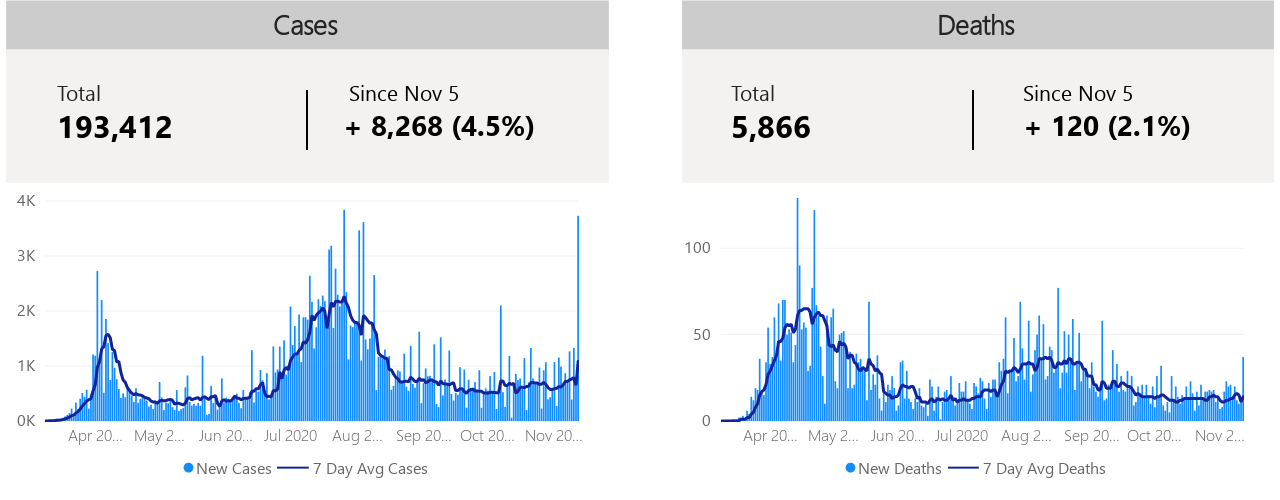 Cases
Total
Since Nov 5
193,412
+ 8,268 (4.5%)
4K
3K
2K
1K
0K
Apr 20... May 2... Jun 20... Jul 2020 Aug 2... Sep 20... Oct 20... Nov 20...
New Cases 7 Day Avg Cases
Deaths
Total
Since Nov 5
5,866
+ 120 (2.1%)
100
50
0
Apr 20... May 2... Jun 20... Jul 2020 Aug 2... Sep 20... Oct 20... Nov 2...
New Deaths 7 Day Avg Deaths